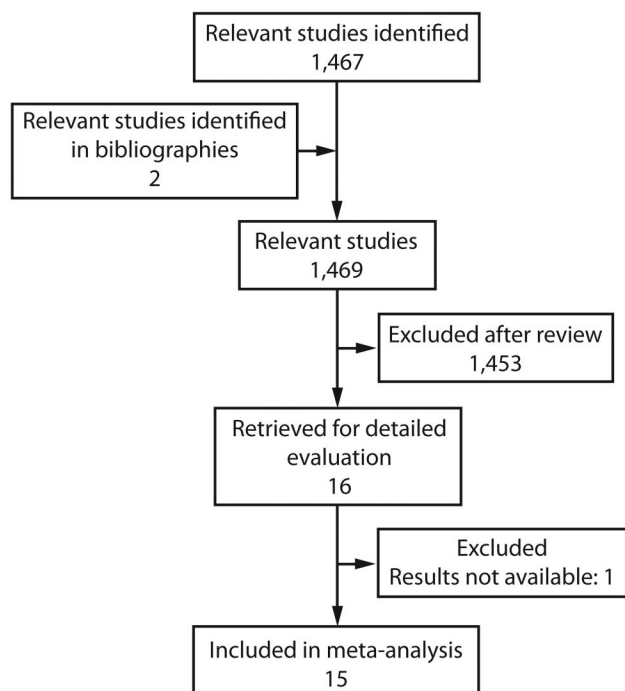 Relevant studies identified
1,467
Relevant studies identified
in bibliographies
2
Relevant studies
1,469
Excluded after review
1,453
Retrieved for detailed
evaluation
16
Excluded
Results not available: 1
Included in meta-analysis
15